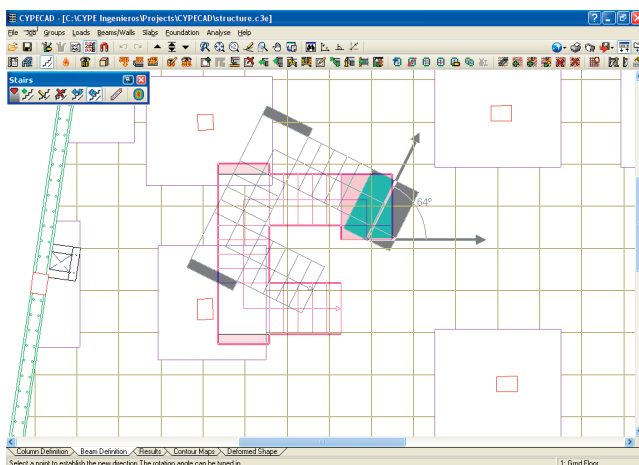 CYPECAD - [C:\CYPE Ingenieros\Projects\CYPECAD\structure.c3e]
File Job Groups Loads Beams/Walls Slabs Foundation Analyse Help
Stairs
64º
Column Definition Beam Definition Results Contour Maps Deformed Shape
Select a point to establish the new direction. The rotation angle can be typed in. 1: Grnd Floor